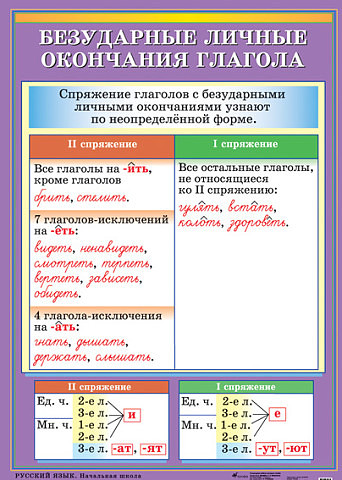 БЕЗУДАРНЫЕ ЛИЧНЫЕ
ОКОНЧАНИЯ ГЛАГОЛА
Спряжение глаголов с безударными
личными окончаниями узнают
по неопределённой форме.
II спряжение
Все глаголы на -ить,
кроме глаголов
брить, стелить.
7 глаголов-исключений
на -еть:
видеть, ненавидеть,
смотреть, терпеть,
вертеть, зависеть,
обидеть.
4 глагола-исключения
на -ать:
гнать, дышать,
держать, слышать.
I спряжение
Все остальные глаголы,
не относящиеся
ко II спряжению:
гулять, встать,
колоть, здороветь.
II спряжение
Ед. ч. 2-е л.
3-е л.
Мн. ч. 1-е л.
2-е л.
и
3-е л. -ат, -ят
I спряжение
Ед. ч. 2-е л.
3-е л.
Мн. ч. 1-е л.
2-е л.
е
3-е л. -ут, -ют
РУССКИЙ ЯЗЫК. Начальная школа